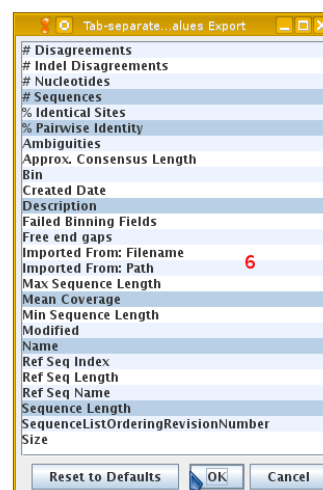 Tab-separate...alues Export
# Disagreements
# Indel Disagreements
# Nucleotides
# Sequences
% Identical Sites
% Pairwise Identity
Ambiguities
Approx. Consensus Length
Bin
Created Date
Description
Failed Binning Fields
Free end gaps
Imported From: Filename
Imported From: Path
6
Max Sequence Length
Mean Coverage
Min Sequence Length
Modified
Name
Ref Seq Index
Ref Seq Length
Ref Seq Name
Sequence Length
SequenceListOrderingRevisionNumber
Size
Reset to Defaults OK Cancel